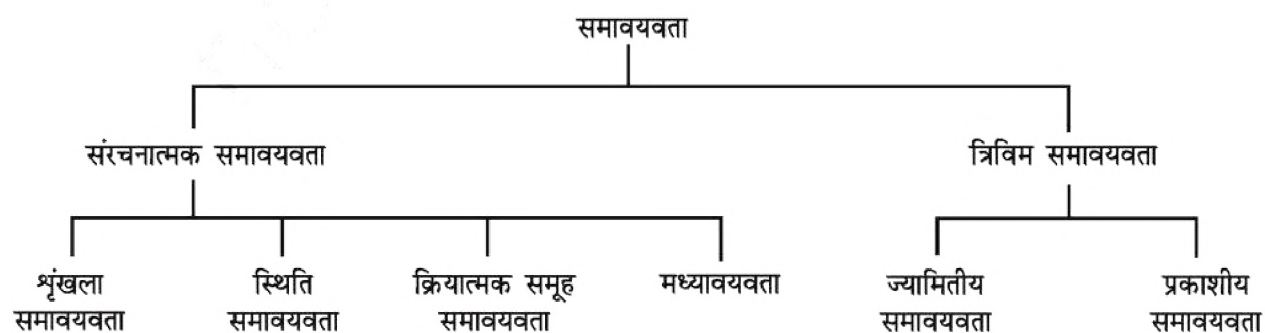 समावयवता
संरचनात्मक समावयवता
त्रिविम समावयवता
शृंखला
समावयवता
स्थिति
समावयवता
क्रियात्मक समूह
समावयवता
मध्यावयवता
ज्यामितीय
समावयवता
प्रकाशीय
समावयवता